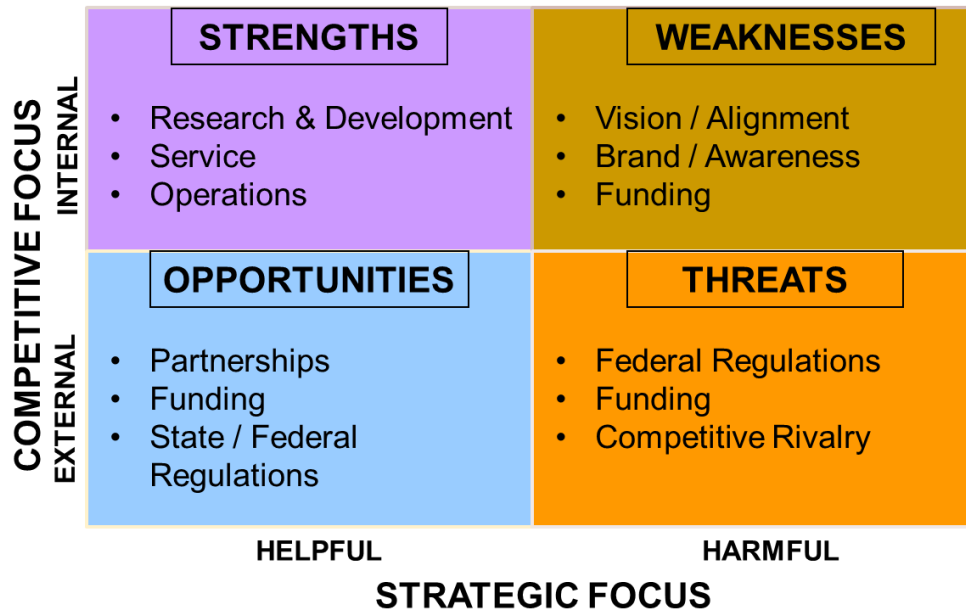 STRENGTHS
• Research & Development
• Service
• Operations
WEAKNESSES
• Vision / Alignment
• Brand / Awareness
• Funding
OPPORTUNITIES
• Partnerships
• Funding
• State / Federal
Regulations
THREATS
• Federal Regulations
• Funding
• Competitive Rivalry
COMPETITIVE FOCUS
INTERNAL
EXTERNAL
HELPFUL
HARMFUL
STRATEGIC FOCUS